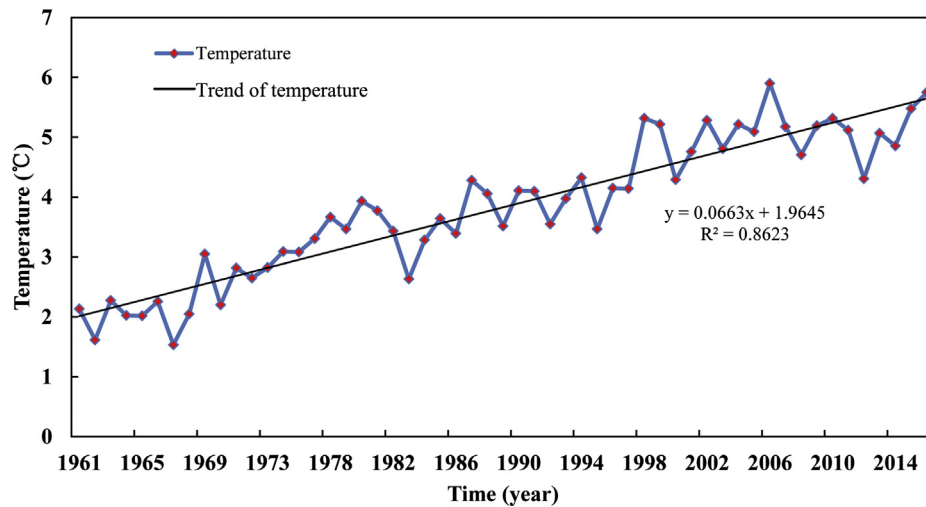 7
6
5
4
3
2
1
0
Temperature (℃)
Temperature
Trend of temperature
y = 0.0663x + 1.9645
R² = 0.8623
1961 1965 1969 1973 1978 1982 1986 1990 1994 1998 2002 2006 2010 2014
Time (year)